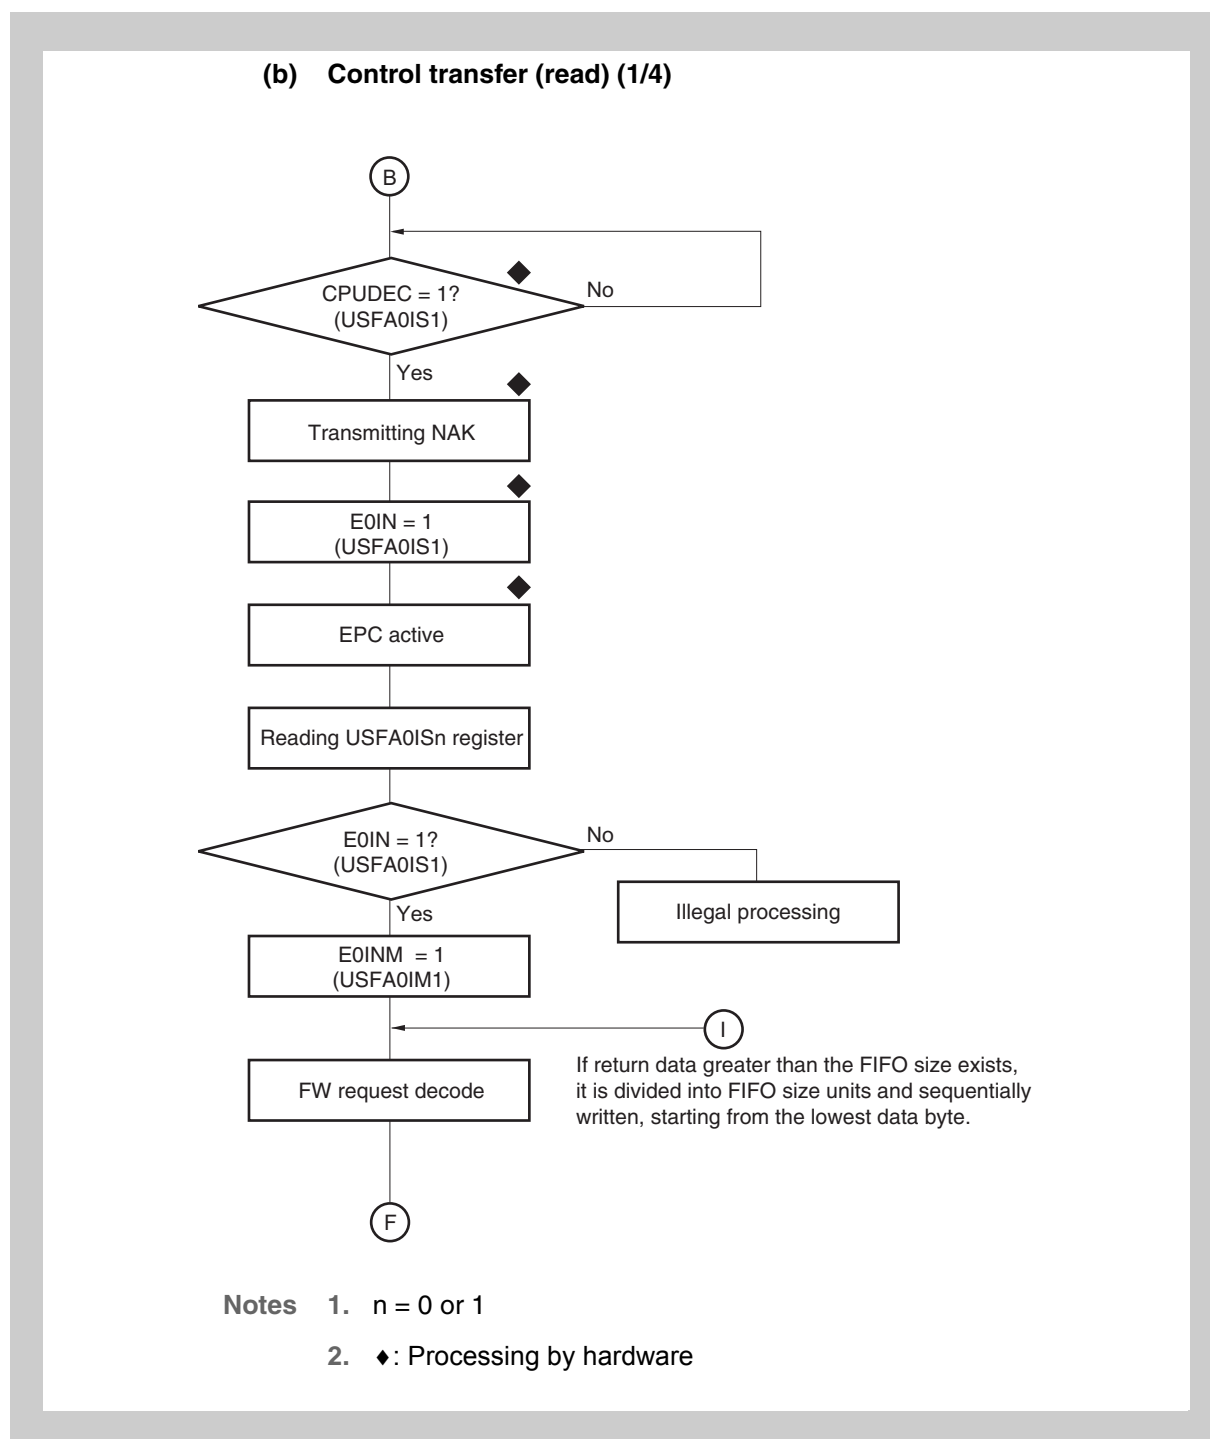 (b) Control transfer (read) (1/4)
B
CPUDEC = 1?
(USFA0IS1)
No
Yes
Transmitting NAK
E0IN = 1
(USFA0IS1)
EPC active
Reading USFA0ISn register
E0IN = 1?
(USFA0IS1)
No
Illegal processing
Yes
E0INM = 1
(USFA0IM1)
I
If return data greater than the FIFO size exists,
it is divided into FIFO size units and sequentially
written, starting from the lowest data byte.
FW request decode
F
Notes 1. n = 0 or 1
2. ♦: Processing by hardware